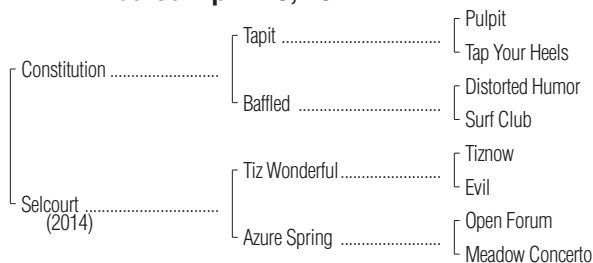 Pulpit
Tapit
Tap Your Heels
Constitution
Distorted Humor
Baffled
Surf Club
Tiznow
Tiz Wonderful
Evil
Selcourt
(2014)
Open Forum
Azure Spring
Meadow Concerto